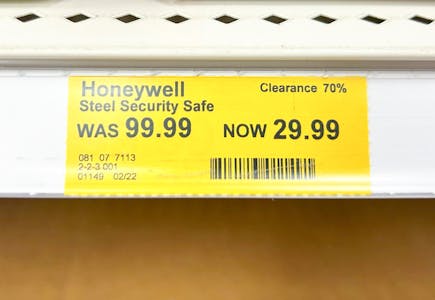 Honeywell Clearance 70%
Steel Security Safe
WAS 99.99 NOW 29.99
081 07 7113
2-2-3 001
01149 02/22